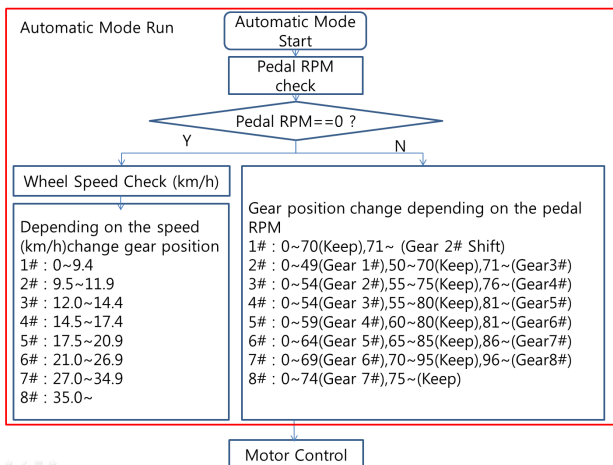 Automatic Mode Run
Automatic Mode
Start
Pedal RPM
check
Pedal RPM==0 ?
Y
N
Wheel Speed Check (km/h)
Depending on the speed
(km/h)change gear position
1# : 0~9.4
2# : 9.5~11.9
3# : 12.0~14.4
4# : 14.5~17.4
5# : 17.5~20.9
6# : 21.0~26.9
7# : 27.0~34.9
8# : 35.0~
Gear position change depending on the pedal
RPM
1# : 0~70(Keep),71~ (Gear 2# Shift)
2# : 0~49(Gear 1#),50~70(Keep),71~(Gear3#)
3# : 0~54(Gear 2#),55~75(Keep),76~(Gear4#)
4# : 0~54(Gear 3#),55~80(Keep),81~(Gear5#)
5# : 0~59(Gear 4#),60~80(Keep),81~(Gear6#)
6# : 0~64(Gear 5#),65~85(Keep),86~(Gear7#)
7# : 0~69(Gear 6#),70~95(Keep),96~(Gear8#)
8# : 0~74(Gear 7#),75~(Keep)
Motor Control